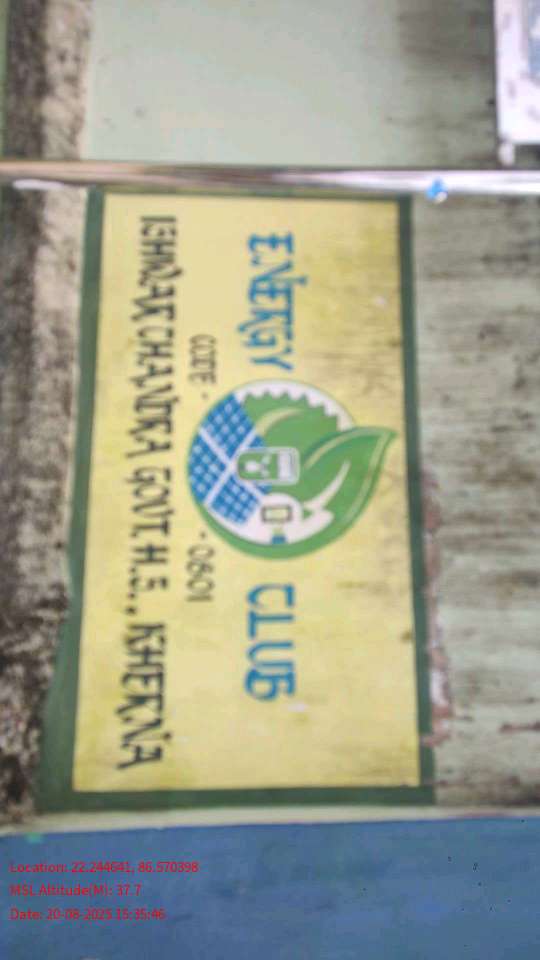 ENERGY CLUB
CODE - - 0601
ISHWAR CHANDRA GOVT. H.S., KHERNA
Location: 22.244641, 86.570398
MSL Altitude(M): 37.7
Date: 20-08-2025 15:35:46